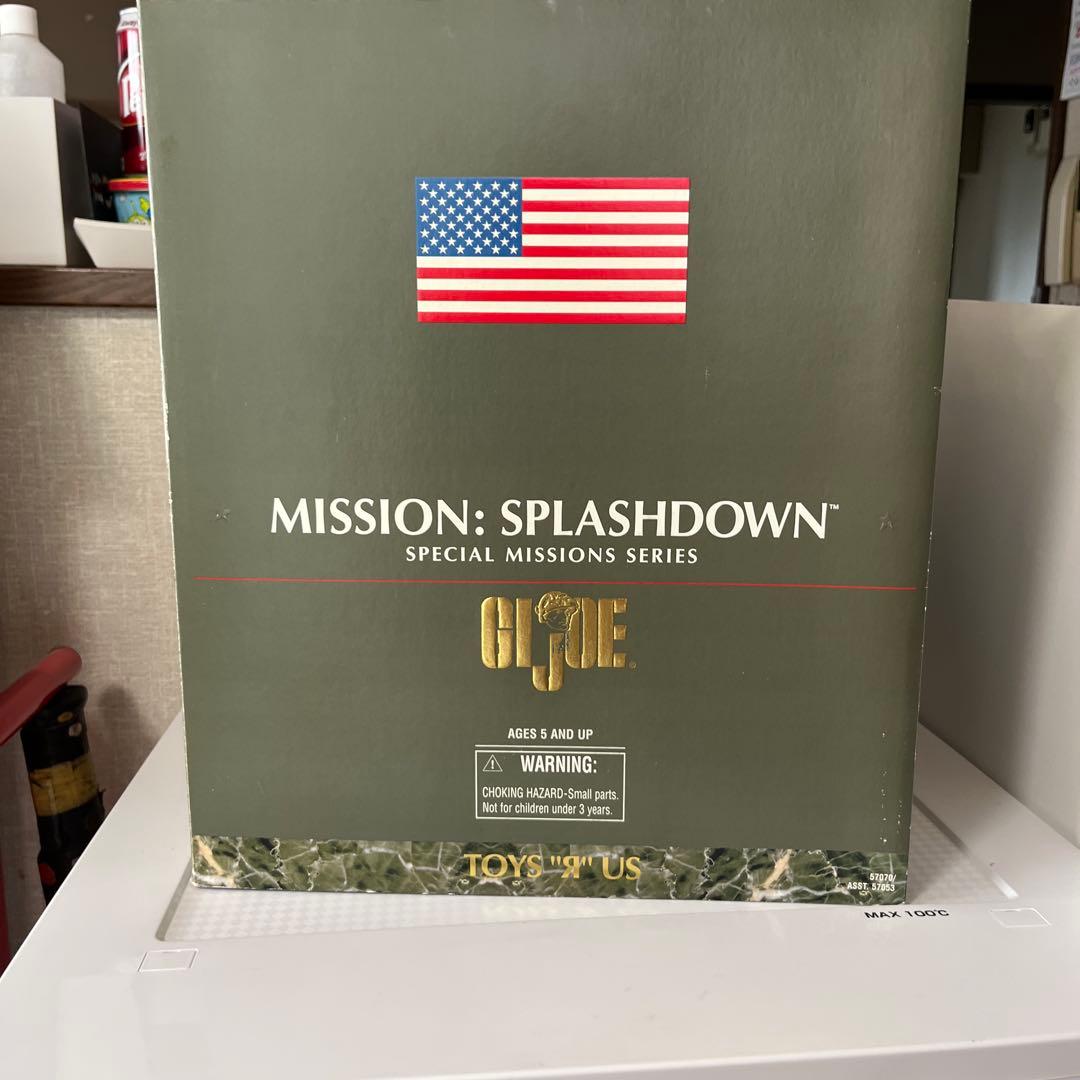 MISSION: SPLASHDOWN™
SPECIAL MISSIONS SERIES
GI JOE®
AGES 5 AND UP
⚠ WARNING:
CHOKING HAZARD-Small parts.
Not for children under 3 years.
TOYS "Я" US
57070/
ASST. 57053
MAX 100℃